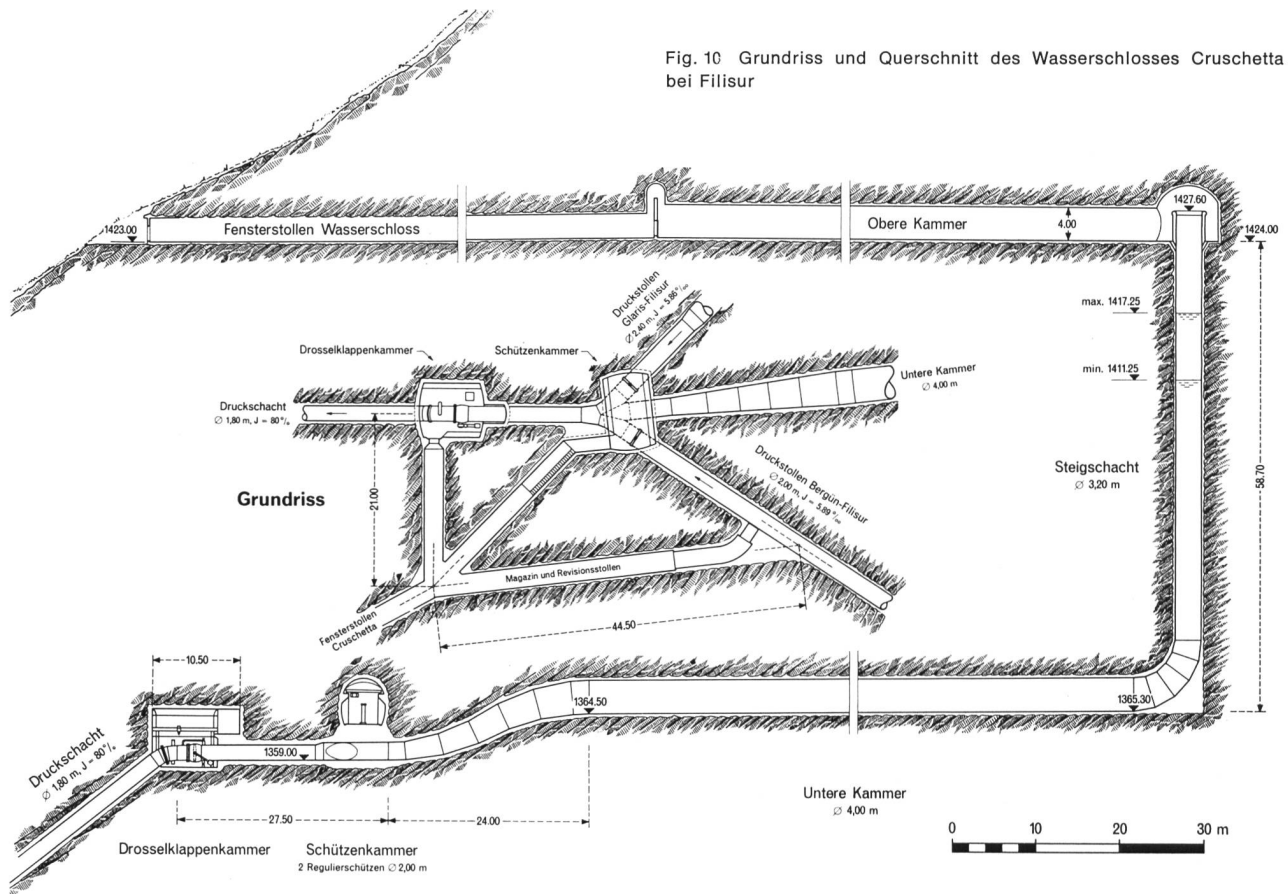 Fig. 10 Grundriss und Querschnitt des Wasserschlosses Cruschetta
bei Filisur
1427.60
1423.00
Fensterstollen Wasserschloss
Obere Kammer
4.00
1424.00
Druckstollen
Glaris-Filisur
Ø 2,40 m, J = 5.86 ‰
max. 1417.25
Drosselklappenkammer
Schützenkammer
min. 1411.25
Untere Kammer
Ø 4,00 m
Druckschacht
Ø 1,80 m, J = 80 %
Druckstollen Bergün-Filisur
Ø 2,00 m, J = 5.89 ‰
Steigschacht
Ø 3,20 m
58.70
Grundriss
21.00
Magazin und Revisionsstollen
Fensterstollen
Cruschetta
44.50
10.50
1364.50
1365.30
Druckschacht
Ø 1,80 m, J = 80 %
1359.00
Untere Kammer
Ø 4,00 m
27.50
24.00
Drosselklappenkammer
Schützenkammer
2 Regulierschützen Ø 2,00 m
0 10 20 30 m